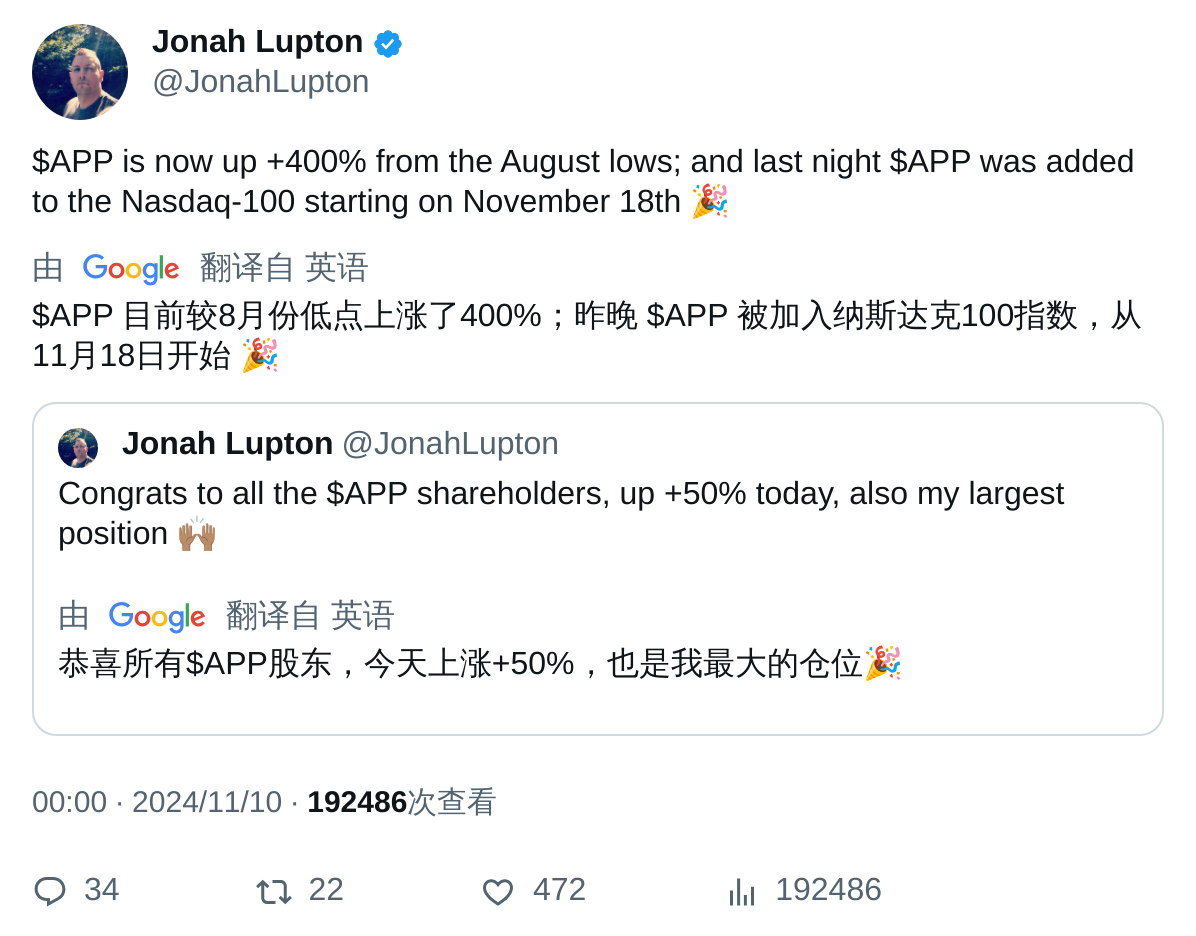 Jonah Lupton
@JonahLupton
$APP is now up +400% from the August lows; and last night $APP was added
to the Nasdaq-100 starting on November 18th 🎉
由 Google 翻译自 英语
$APP 目前较8月份低点上涨了400%；昨晚 $APP 被加入纳斯达克100指数，从
11月18日开始 🎉
Jonah Lupton @JonahLupton
Congrats to all the $APP shareholders, up +50% today, also my largest
position 🙌🏽
由 Google 翻译自 英语
恭喜所有$APP股东，今天上涨+50%，也是我最大的仓位🎉
00:00 · 2024/11/10 · 192486次查看
34 22 472 192486